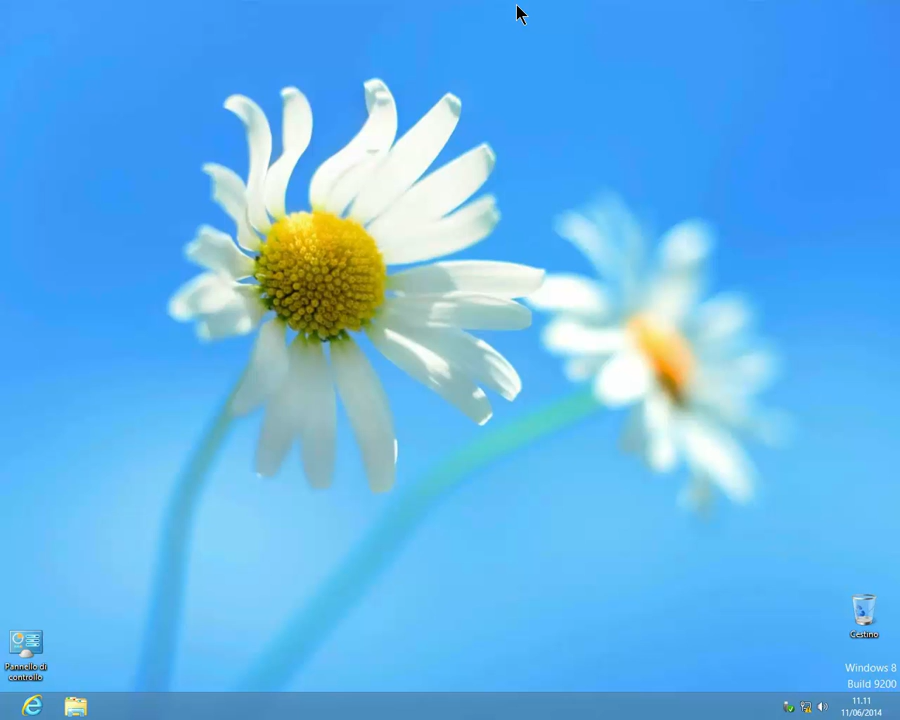 Cestino
Pannello di
controllo
Windows 8
Build 9200
11.11
11/06/2014